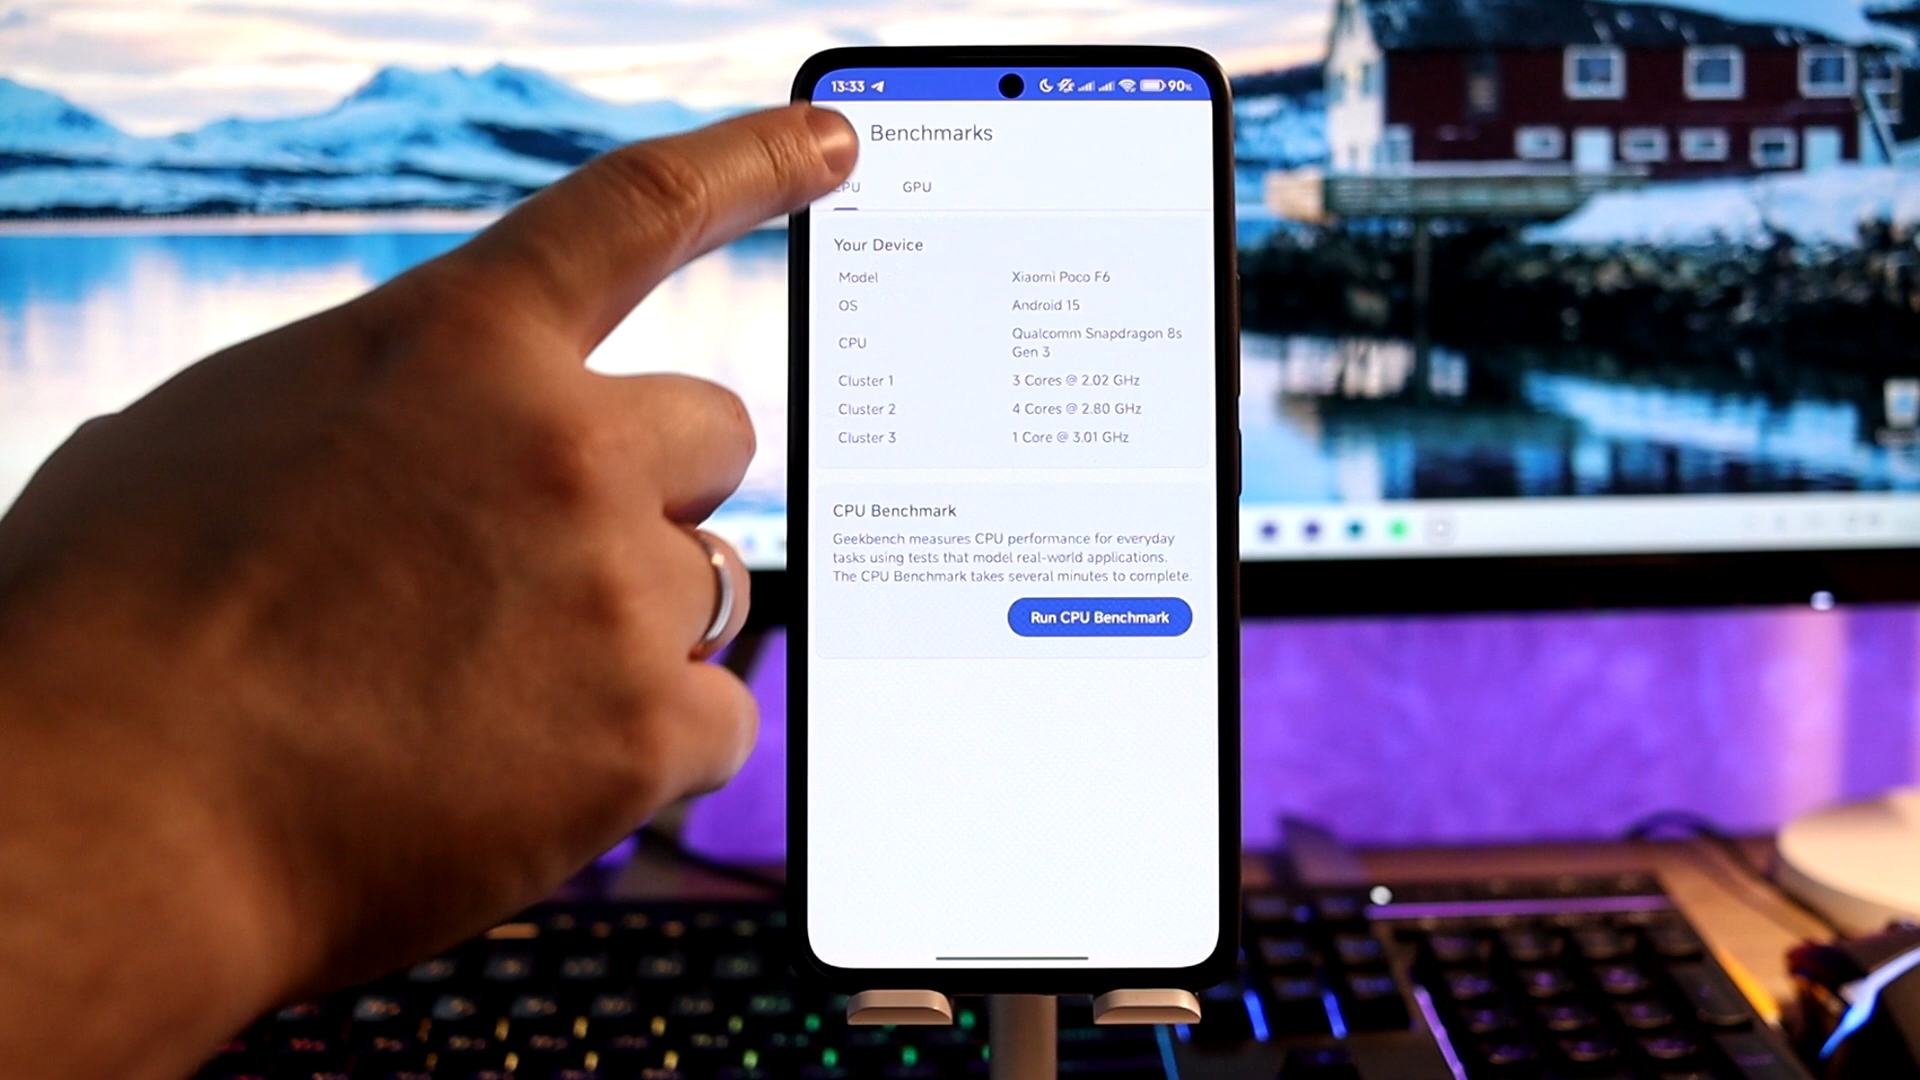 13:33 90%
Benchmarks
GPU
Your Device
Model Xiaomi Poco F6
OS Android 15
CPU Qualcomm Snapdragon 8s
Gen 3
Cluster 1 3 Cores @ 2.02 GHz
Cluster 2 4 Cores @ 2.80 GHz
Cluster 3 1 Core @ 3.01 GHz
CPU Benchmark
Geekbench measures CPU performance for everyday
tasks using tests that model real-world applications.
The CPU Benchmark takes several minutes to complete.
Run CPU Benchmark